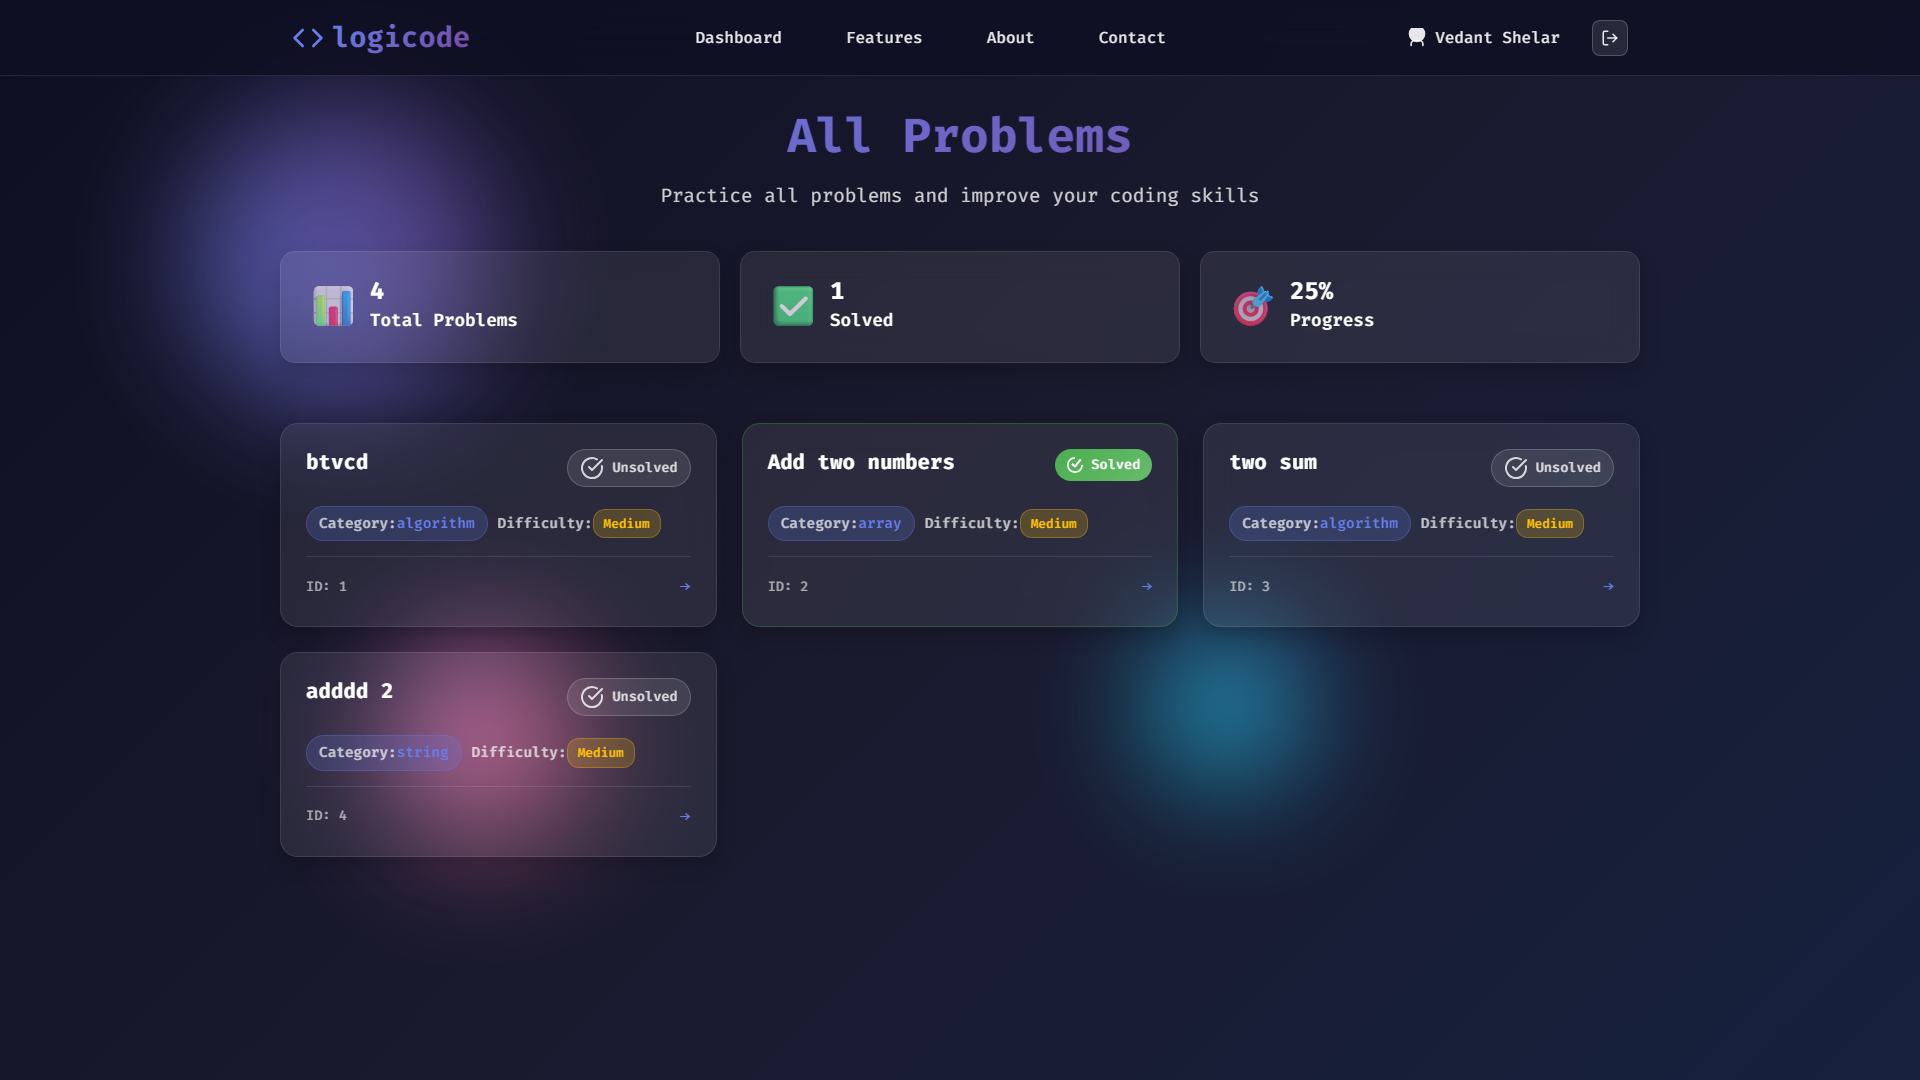 logicode
Dashboard
Features
About
Contact
Vedant Shelar
All Problems
Practice all problems and improve your coding skills
4
Total Problems
1
Solved
25%
Progress
btvcd
Unsolved
Category:algorithm Difficulty:Medium
ID: 1
→
Add two numbers
Solved
Category:array Difficulty:Medium
ID: 2
→
two sum
Unsolved
Category:algorithm Difficulty:Medium
ID: 3
→
adddd 2
Unsolved
Category:string Difficulty:Medium
ID: 4
→